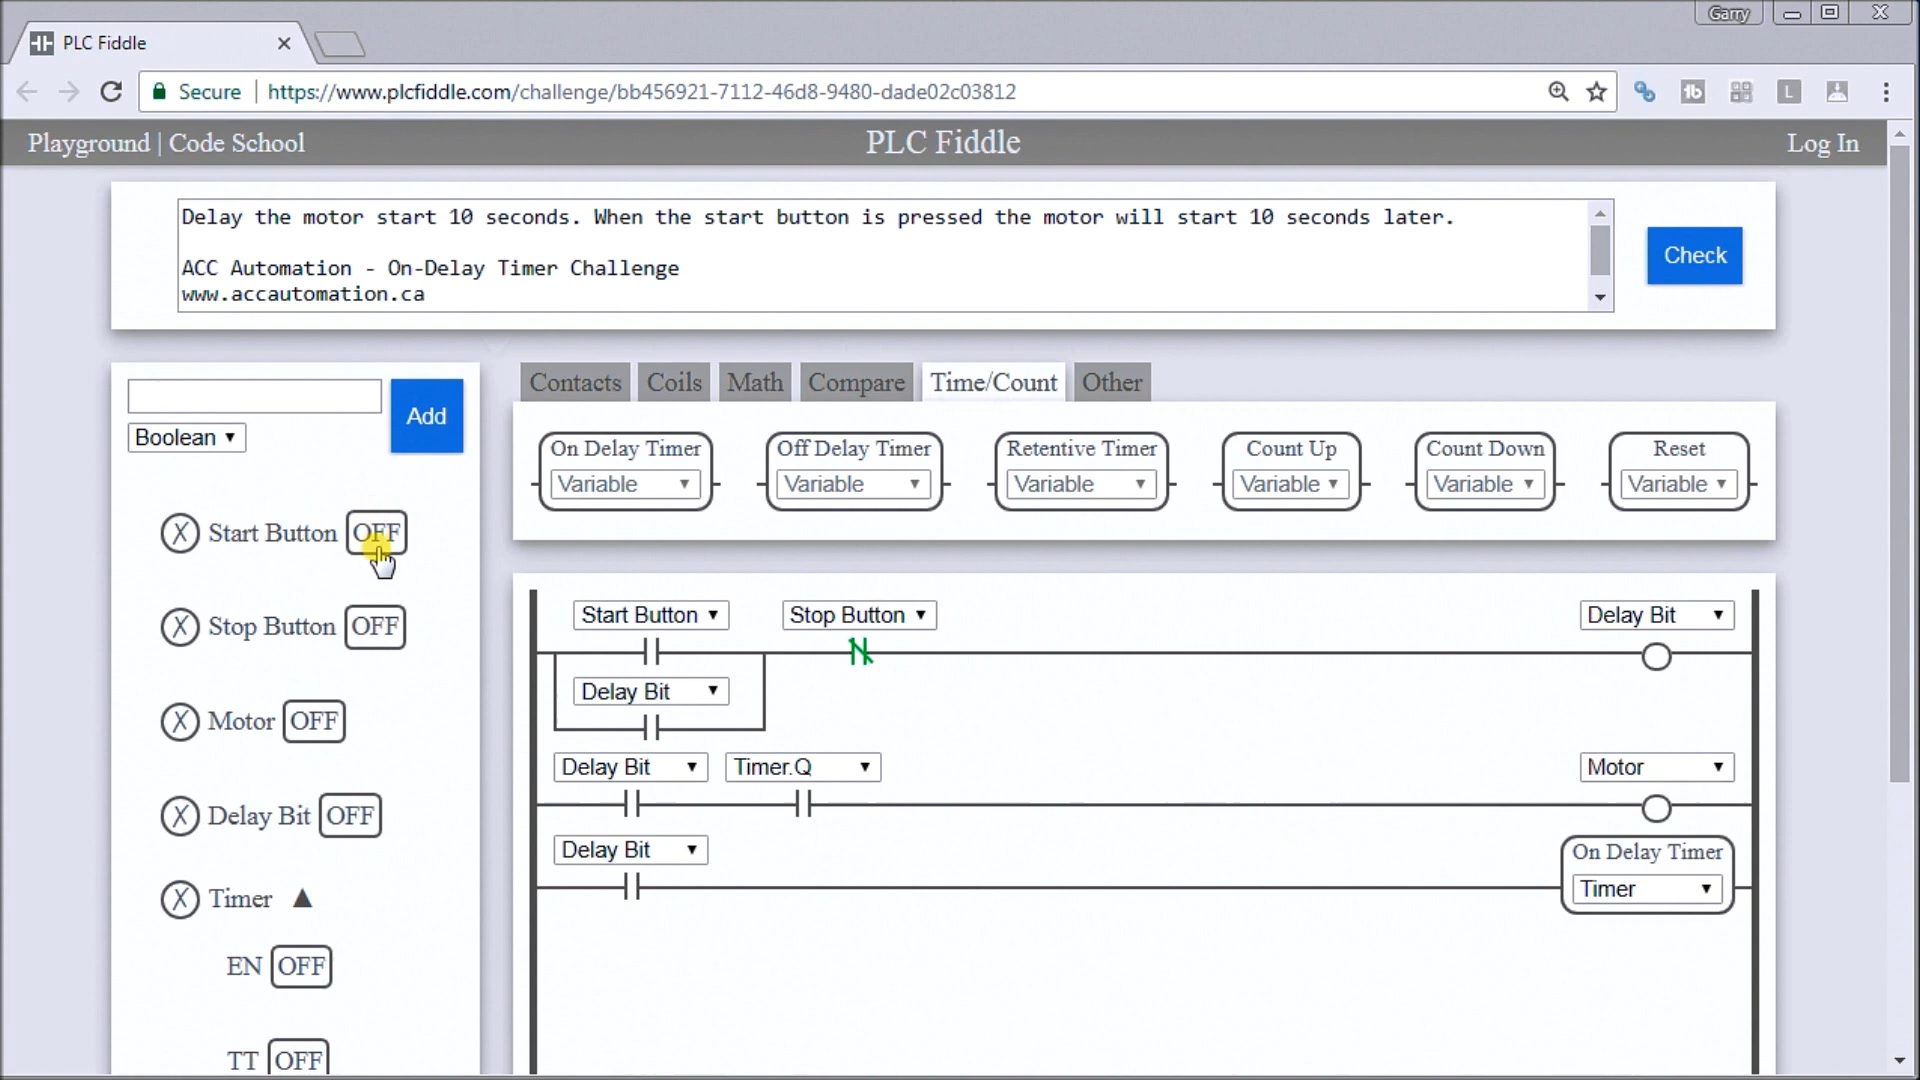 Garry
PLC Fiddle
Secure
https://www.plcfiddle.com/challenge/bb456921-7112-46d8-9480-dade02c03812
Playground | Code School
PLC Fiddle
Log In
Delay the motor start 10 seconds. When the start button is pressed the motor will start 10 seconds later.
ACC Automation - On-Delay Timer Challenge
www.accautomation.ca
Check
Add
Boolean
Contacts
Coils
Math
Compare
Time/Count
Other
On Delay Timer
Variable
Off Delay Timer
Variable
Retentive Timer
Variable
Count Up
Variable
Count Down
Variable
Reset
Variable
X Start Button OFF
X Stop Button OFF
X Motor OFF
X Delay Bit OFF
X Timer
EN OFF
TT OFF
Start Button
Stop Button
Delay Bit
Delay Bit
Delay Bit
Timer.Q
Motor
Delay Bit
On Delay Timer
Timer